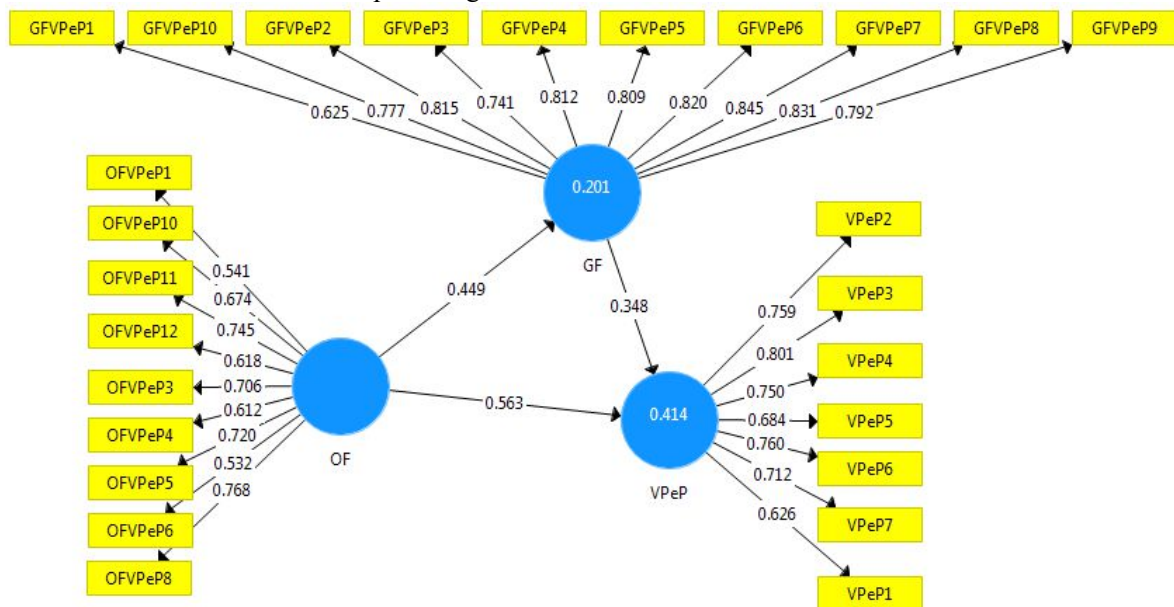 GFVPeP1 GFVPeP10 GFVPeP2 GFVPeP3 GFVPeP4 GFVPeP5 GFVPeP6 GFVPeP7 GFVPeP8 GFVPeP9
0.625 0.777 0.815 0.741 0.812 0.809 0.820 0.845 0.831 0.792
0.201
GF
OFVPeP1
OFVPeP10
OFVPeP11
OFVPeP12
OFVPeP3
OFVPeP4
OFVPeP5
OFVPeP6
OFVPeP8
0.541
0.674
0.745
0.618
0.706
0.612
0.720
0.532
0.768
OF
0.449
0.348
0.563
0.414
VPeP
0.759
0.801
0.750
0.684
0.760
0.712
0.626
VPeP2
VPeP3
VPeP4
VPeP5
VPeP6
VPeP7
VPeP1